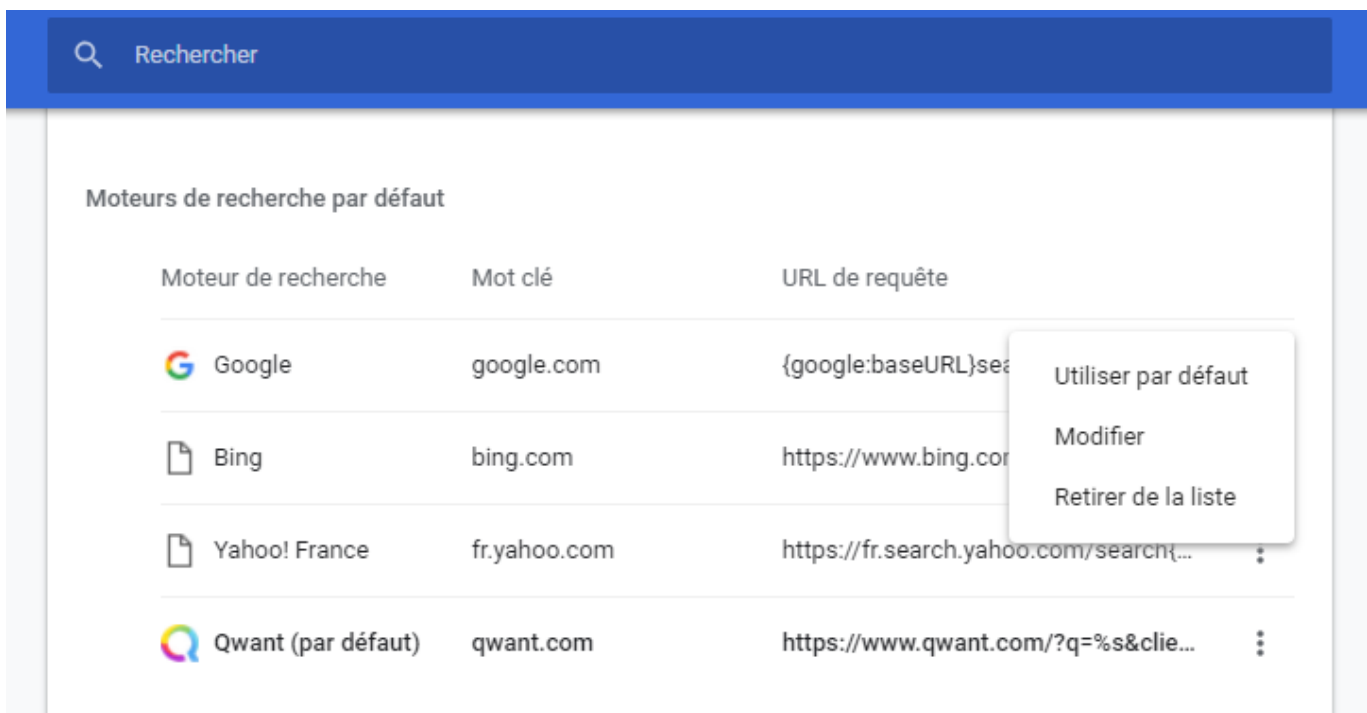 Rechercher
Moteurs de recherche par défaut
Moteur de recherche Mot clé URL de requête
Google google.com {google:baseURL}sea
Utiliser par défaut
Modifier
Bing bing.com https://www.bing.con
Retirer de la liste
Yahoo! France fr.yahoo.com https://fr.search.yahoo.com/search{...
Qwant (par défaut) qwant.com https://www.qwant.com/?q=%s&clie...